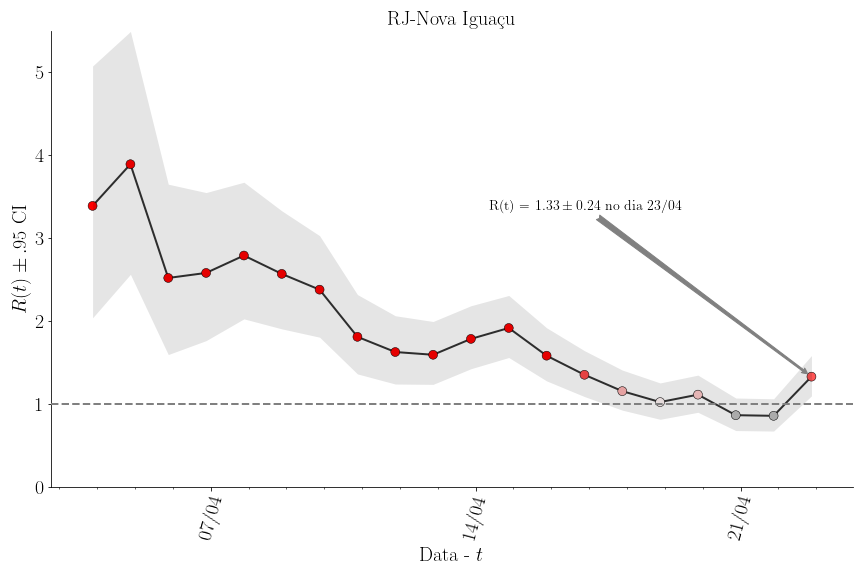 RJ-Nova Iguaçu
R(t) ± .95 CI
5
4
3
2
1
0
R(t) = 1.33 ± 0.24 no dia 23/04
07/04
14/04
21/04
Data - t